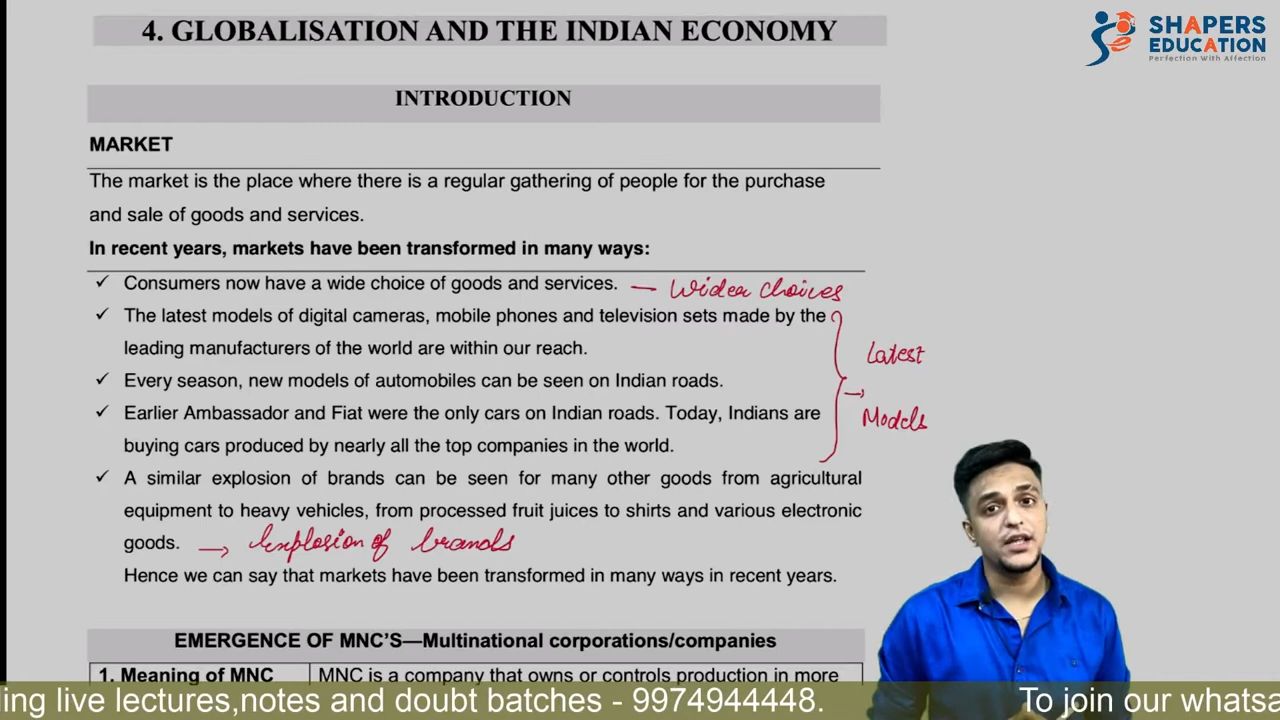 4. GLOBALISATION AND THE INDIAN ECONOMY
SHAPERS
EDUCATION
Perfection With Affection
INTRODUCTION
MARKET
The market is the place where there is a regular gathering of people for the purchase
and sale of goods and services.
In recent years, markets have been transformed in many ways:
✓ Consumers now have a wide choice of goods and services. — Wider choices
✓ The latest models of digital cameras, mobile phones and television sets made by the
leading manufacturers of the world are within our reach.
Latest
✓ Every season, new models of automobiles can be seen on Indian roads.
→
✓ Earlier Ambassador and Fiat were the only cars on Indian roads. Today, Indians are
Models
buying cars produced by nearly all the top companies in the world.
✓ A similar explosion of brands can be seen for many other goods from agricultural
equipment to heavy vehicles, from processed fruit juices to shirts and various electronic
goods. → Explosion of brands
Hence we can say that markets have been transformed in many ways in recent years.
EMERGENCE OF MNC'S—Multinational corporations/companies
1. Meaning of MNC
MNC is a company that owns or controls production in more
ding live lectures,notes and doubt batches - 9974944448.
To join our whatsa